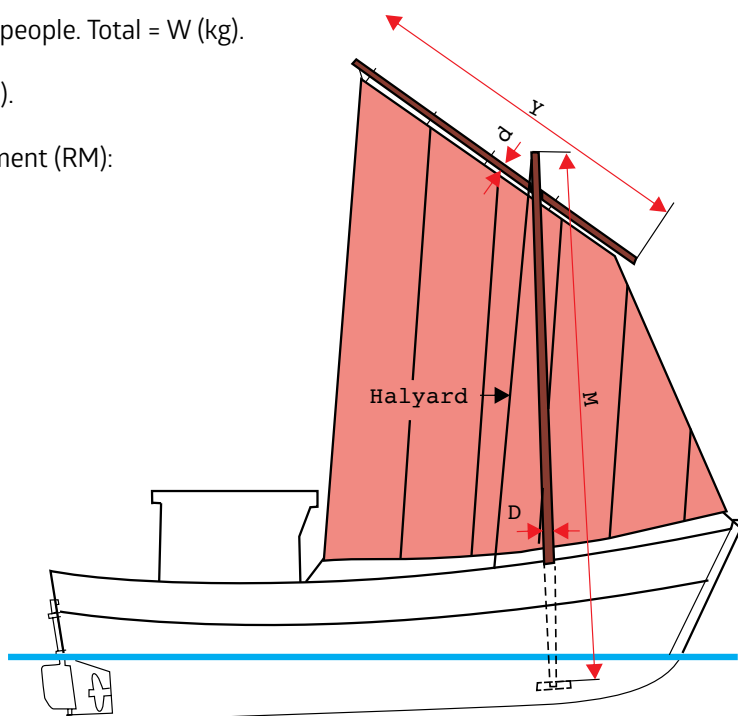 people. Total = W (kg).
).
ment (RM):
Y
d
Halyard
M
D